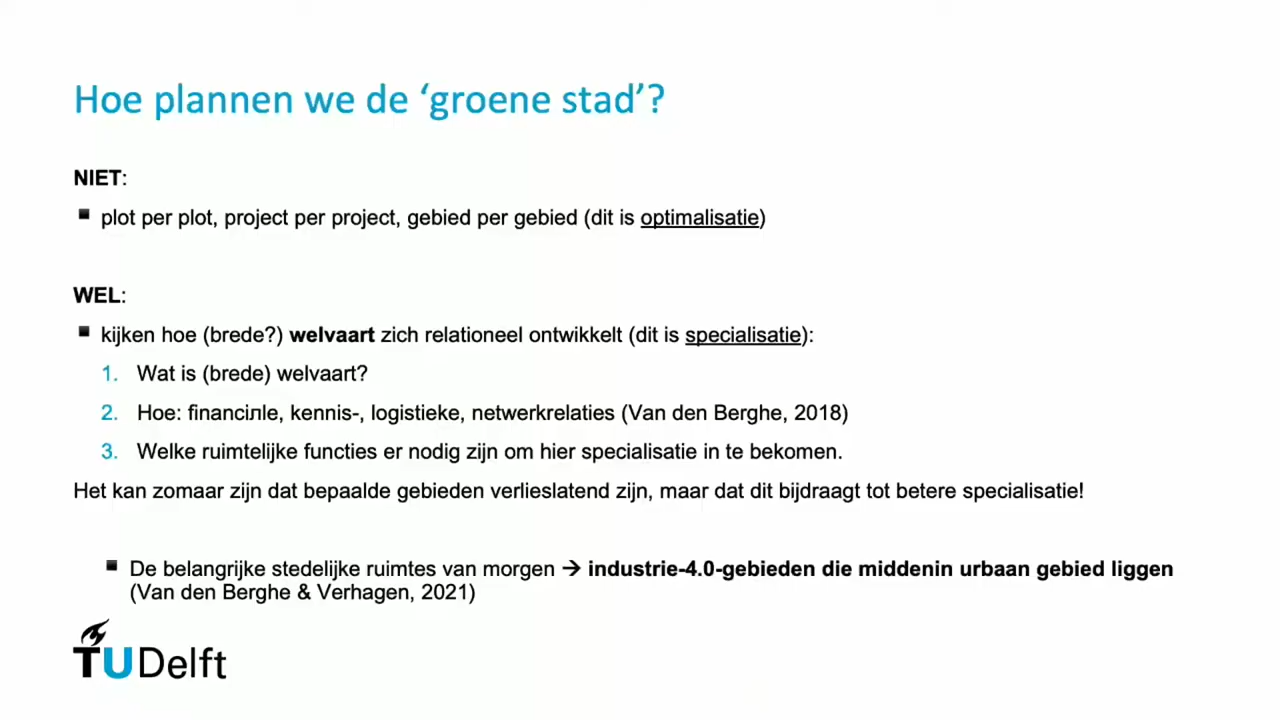 Hoe plannen we de ‘groene stad’?
NIET:
▪ plot per plot, project per project, gebied per gebied (dit is optimalisatie)
WEL:
▪ kijken hoe (brede?) welvaart zich relationeel ontwikkelt (dit is specialisatie):
1. Wat is (brede) welvaart?
2. Hoe: financiлle, kennis-, logistieke, netwerkrelaties (Van den Berghe, 2018)
3. Welke ruimtelijke functies er nodig zijn om hier specialisatie in te bekomen.
Het kan zomaar zijn dat bepaalde gebieden verlieslatend zijn, maar dat dit bijdraagt tot betere specialisatie!
▪ De belangrijke stedelijke ruimtes van morgen → industrie-4.0-gebieden die middenin urbaan gebied liggen
(Van den Berghe & Verhagen, 2021)
TUDelft